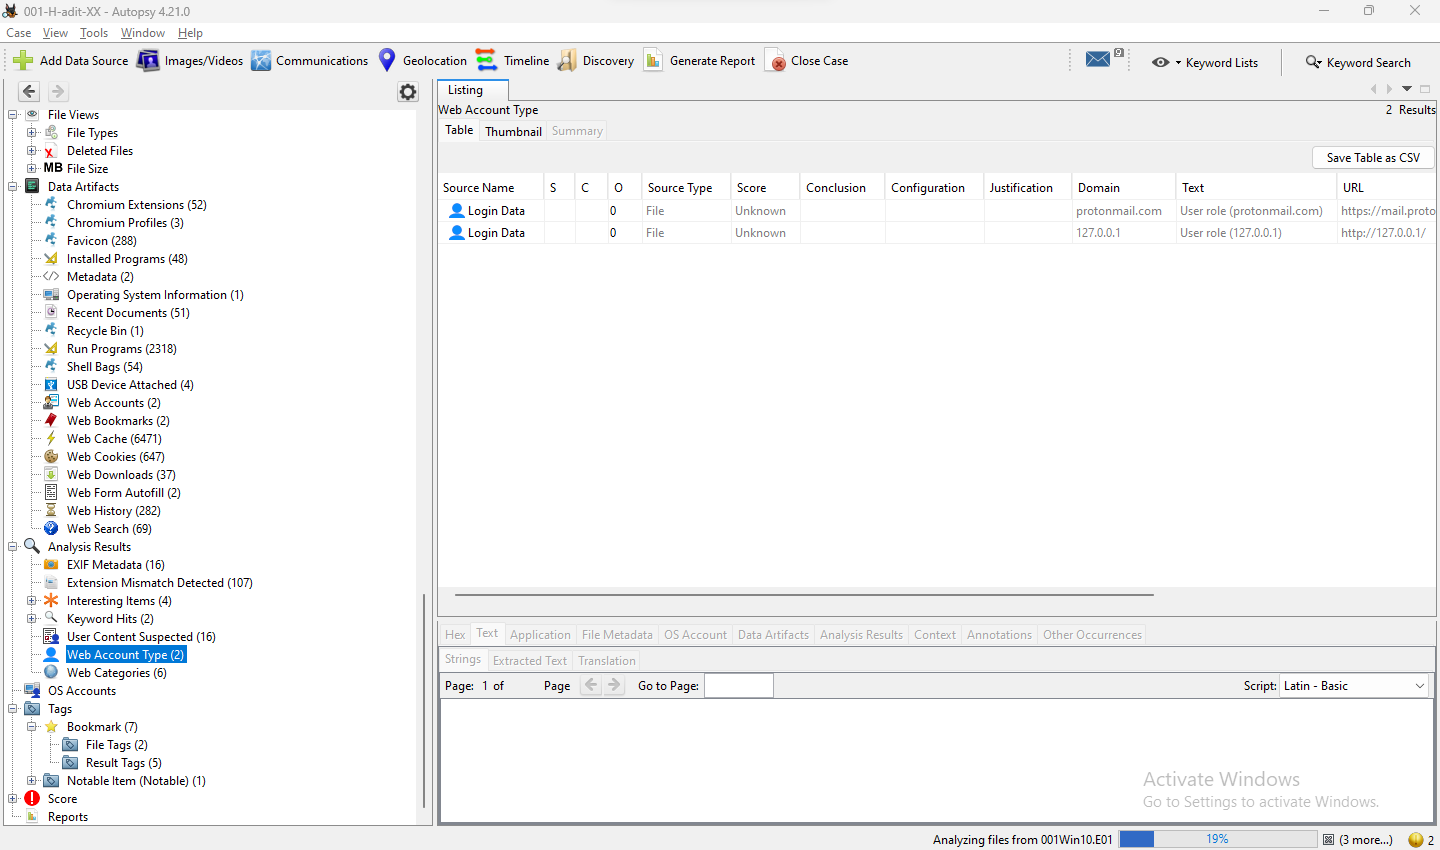 001-H-adit-XX - Autopsy 4.21.0
Case View Tools Window Help
Add Data Source Images/Videos Communications Geolocation Timeline Discovery Generate Report Close Case 9 Keyword Lists Keyword Search
File Views
File Types
Deleted Files
MB File Size
Data Artifacts
Chromium Extensions (52)
Chromium Profiles (3)
Favicon (288)
Installed Programs (48)
Metadata (2)
Operating System Information (1)
Recent Documents (51)
Recycle Bin (1)
Run Programs (2318)
Shell Bags (54)
USB Device Attached (4)
Web Accounts (2)
Web Bookmarks (2)
Web Cache (6471)
Web Cookies (647)
Web Downloads (37)
Web Form Autofill (2)
Web History (282)
Web Search (69)
Analysis Results
EXIF Metadata (16)
Extension Mismatch Detected (107)
Interesting Items (4)
Keyword Hits (2)
User Content Suspected (16)
Web Account Type (2)
Web Categories (6)
OS Accounts
Tags
Bookmark (7)
File Tags (2)
Result Tags (5)
Notable Item (Notable) (1)
Score
Reports
Listing
Web Account Type 2 Results
Table Thumbnail Summary
Save Table as CSV
Source Name S C O Source Type Score Conclusion Configuration Justification Domain Text URL
Login Data 0 File Unknown protonmail.com User role (protonmail.com) https://mail.proto
Login Data 0 File Unknown 127.0.0.1 User role (127.0.0.1) http://127.0.0.1/
Hex Text Application File Metadata OS Account Data Artifacts Analysis Results Context Annotations Other Occurrences
Strings Extracted Text Translation
Page: 1 of Page Go to Page: Script: Latin - Basic
Activate Windows
Go to Settings to activate Windows.
Analyzing files from 001Win10.E01 19% (3 more...) 2